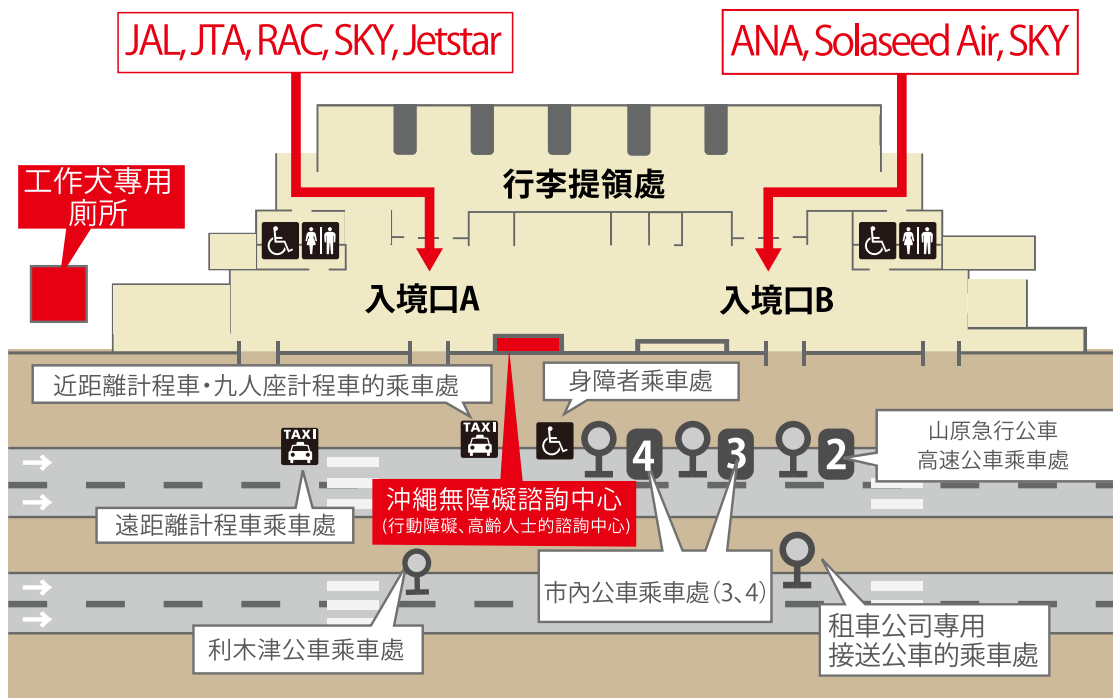 JAL, JTA, RAC, SKY, Jetstar
ANA, Solaseed Air, SKY
工作犬專用
廁所
行李提領處
入境口A
入境口B
近距離計程車・九人座計程車的乘車處
身障者乘車處
山原急行公車
高速公車乘車處
TAXI
TAXI
4
3
2
遠距離計程車乘車處
沖繩無障礙諮詢中心
(行動障礙、高齡人士的諮詢中心)
市內公車乘車處(3、4)
利木津公車乘車處
租車公司專用
接送公車的乘車處